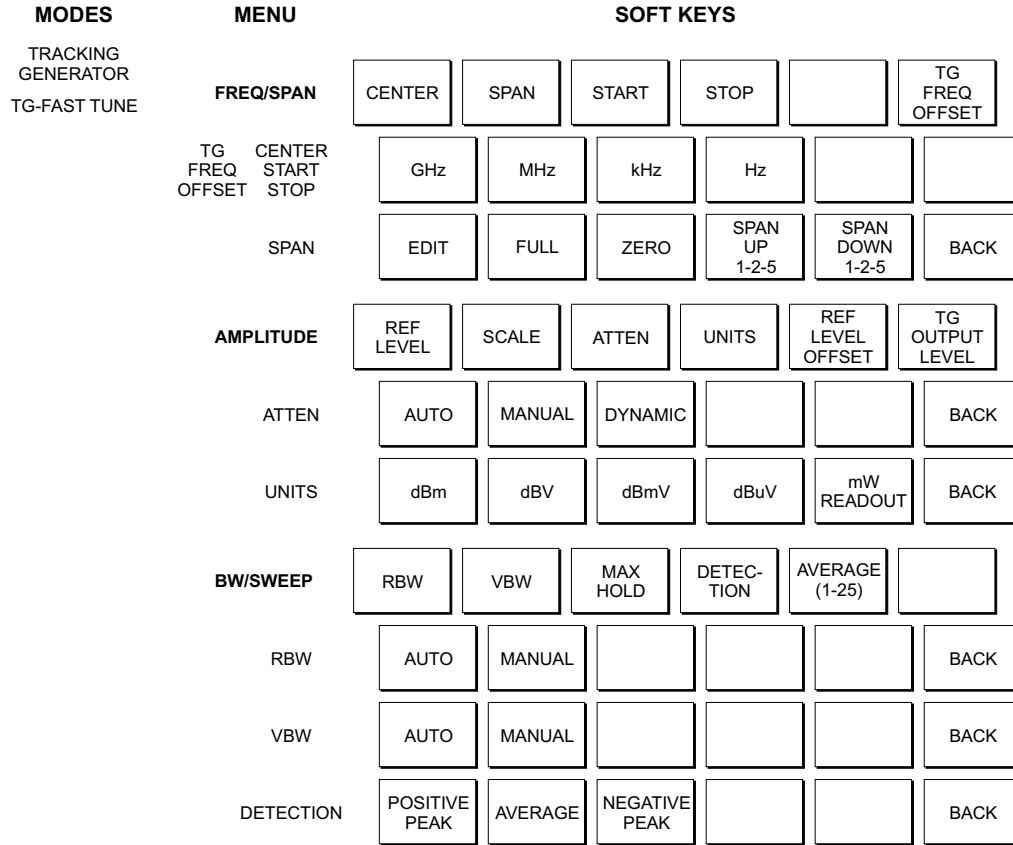 MODES MENU SOFT KEYS
TRACKING
GENERATOR
TG-FAST TUNE
FREQ/SPAN
CENTER
SPAN
START
STOP
TG
FREQ
OFFSET
TG
FREQ
OFFSET
CENTER
START
STOP
GHz
MHz
kHz
Hz
SPAN
EDIT
FULL
ZERO
SPAN
UP
1-2-5
SPAN
DOWN
1-2-5
BACK
AMPLITUDE
REF
LEVEL
SCALE
ATTEN
UNITS
REF
LEVEL
OFFSET
TG
OUTPUT
LEVEL
ATTEN
AUTO
MANUAL
DYNAMIC
BACK
UNITS
dBm
dBV
dBmV
dBuV
mW
READOUT
BACK
BW/SWEEP
RBW
VBW
MAX
HOLD
DETEC-
TION
AVERAGE
(1-25)
RBW
AUTO
MANUAL
BACK
VBW
AUTO
MANUAL
BACK
DETECTION
POSITIVE
PEAK
AVERAGE
NEGATIVE
PEAK
BACK